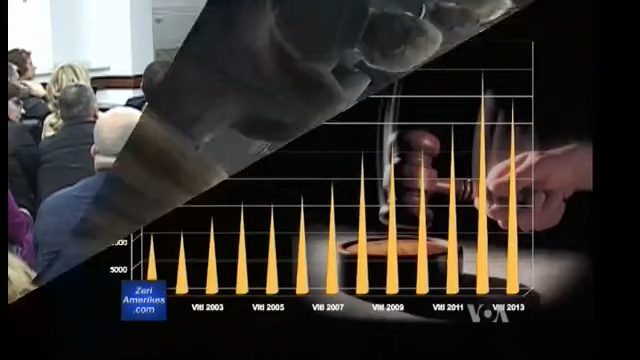 5000
Viti 2003
Viti 2005
Viti 2007
Viti 2009
Viti 2011
Viti 2013
Zeri
Amerikes
.com
VOA